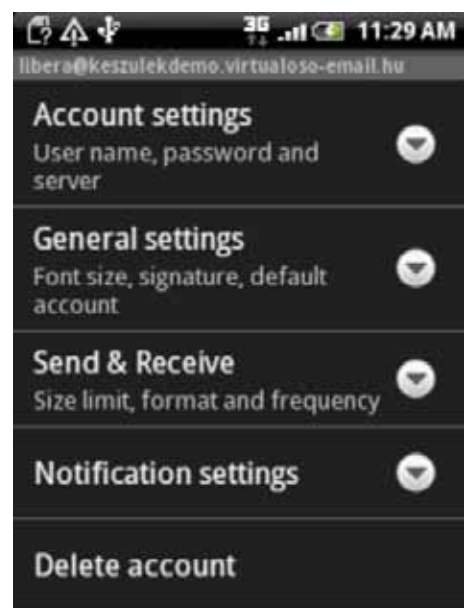 3G 11:29 AM
libera@keszulekdemo.virtualoso-email.hu
Account settings
User name, password and
server
General settings
Font size, signature, default
account
Send & Receive
Size limit, format and frequency
Notification settings
Delete account